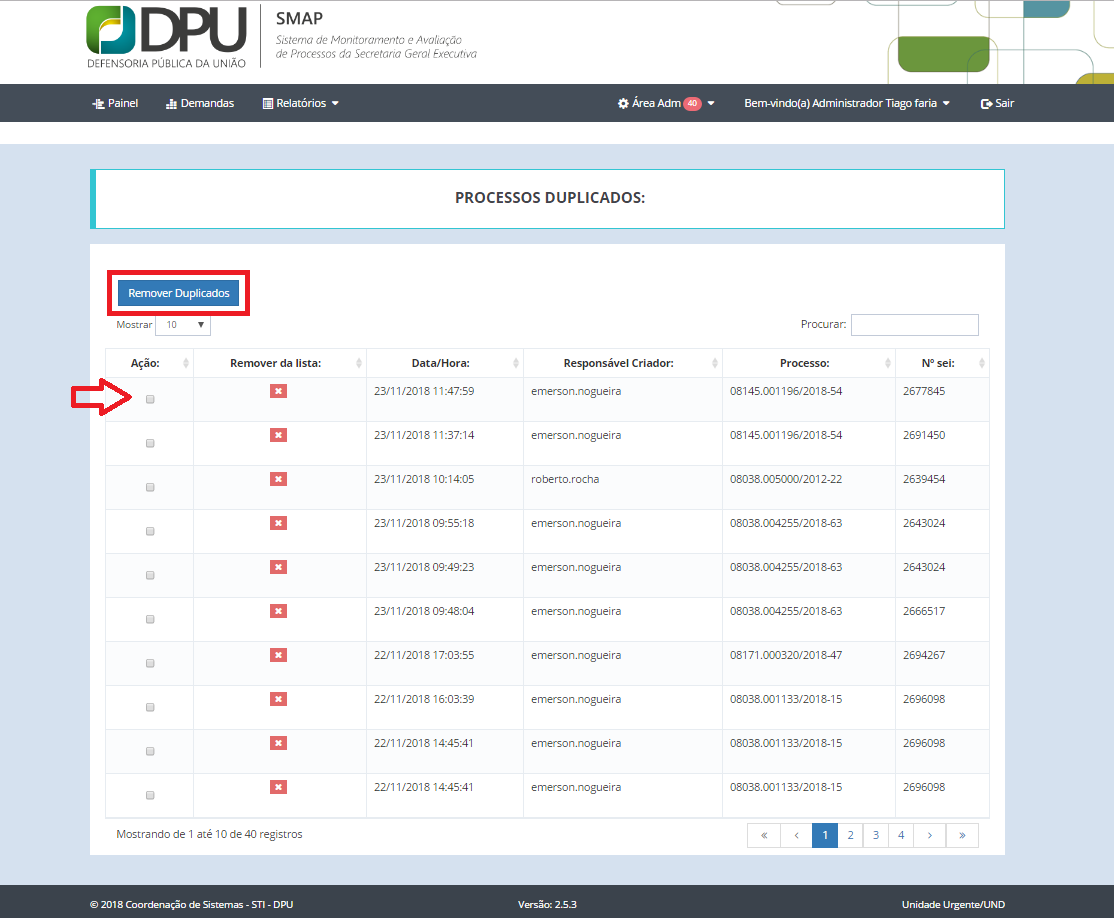 DPU
DEFENSORIA PÚBLICA DA UNIÃO
SMAP
Sistema de Monitoramento e Avaliação
de Processos da Secretaria Geral Executiva
Painel Demandas Relatórios Área Adm 40 Bem-vindo(a) Administrador Tiago faria Sair
PROCESSOS DUPLICADOS:
Remover Duplicados
Mostrar 10 Procurar:
Ação: Remover da lista: Data/Hora: Responsável Criador: Processo: Nº sei:
23/11/2018 11:47:59 emerson.nogueira 08145.001196/2018-54 2677845
23/11/2018 11:37:14 emerson.nogueira 08145.001196/2018-54 2691450
23/11/2018 10:14:05 roberto.rocha 08038.005000/2012-22 2639454
23/11/2018 09:55:18 emerson.nogueira 08038.004255/2018-63 2643024
23/11/2018 09:49:23 emerson.nogueira 08038.004255/2018-63 2643024
23/11/2018 09:48:04 emerson.nogueira 08038.004255/2018-63 2666517
22/11/2018 17:03:55 emerson.nogueira 08171.000320/2018-47 2694267
22/11/2018 16:03:39 emerson.nogueira 08038.001133/2018-15 2696098
22/11/2018 14:45:41 emerson.nogueira 08038.001133/2018-15 2696098
22/11/2018 14:45:41 emerson.nogueira 08038.001133/2018-15 2696098
Mostrando de 1 até 10 de 40 registros « ‹ 1 2 3 4 › »
© 2018 Coordenação de Sistemas - STI - DPU Versão: 2.5.3 Unidade Urgente/UND